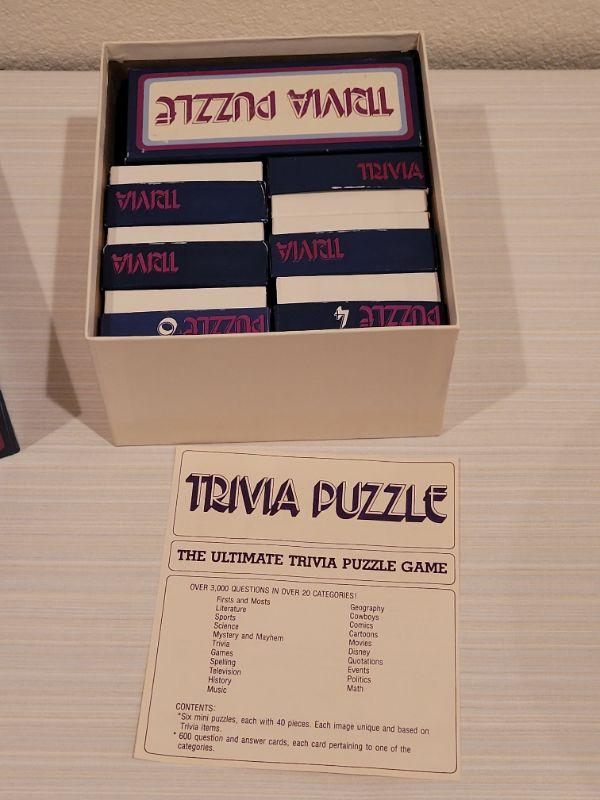 TRIVIA PUZZLE
TRIVIA
TRIVIA
TRIVIA
TRIVIA
PUZZLE
PUZZLE 4
TRIVIA PUZZLE
THE ULTIMATE TRIVIA PUZZLE GAME
OVER 3,000 QUESTIONS IN OVER 20 CATEGORIES!
Firsts and Mosts
Literature
Sports
Science
Mystery and Mayhem
Trivia
Games
Spelling
Television
History
Music
Geography
Cowboys
Comics
Cartoons
Movies
Disney
Quotations
Events
Politics
Math
CONTENTS:
*Six mini puzzles, each with 40 pieces. Each image unique and based on
Trivia items.
* 600 question and answer cards, each card pertaining to one of the
categories.